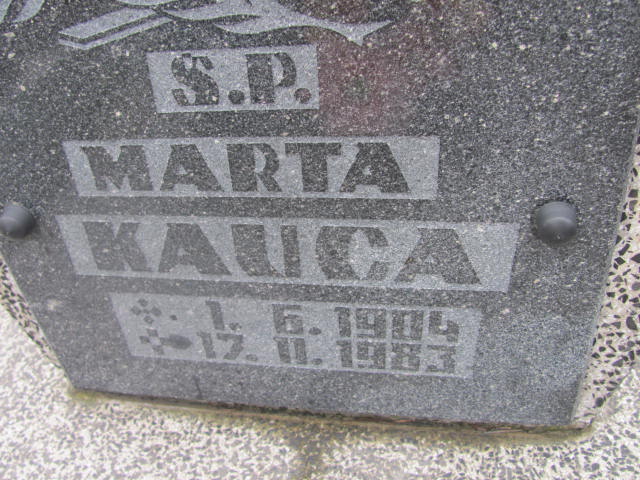 S.P.
MARTA
KAUCA
* 1. 6. 1904
+ 17. 11. 1983